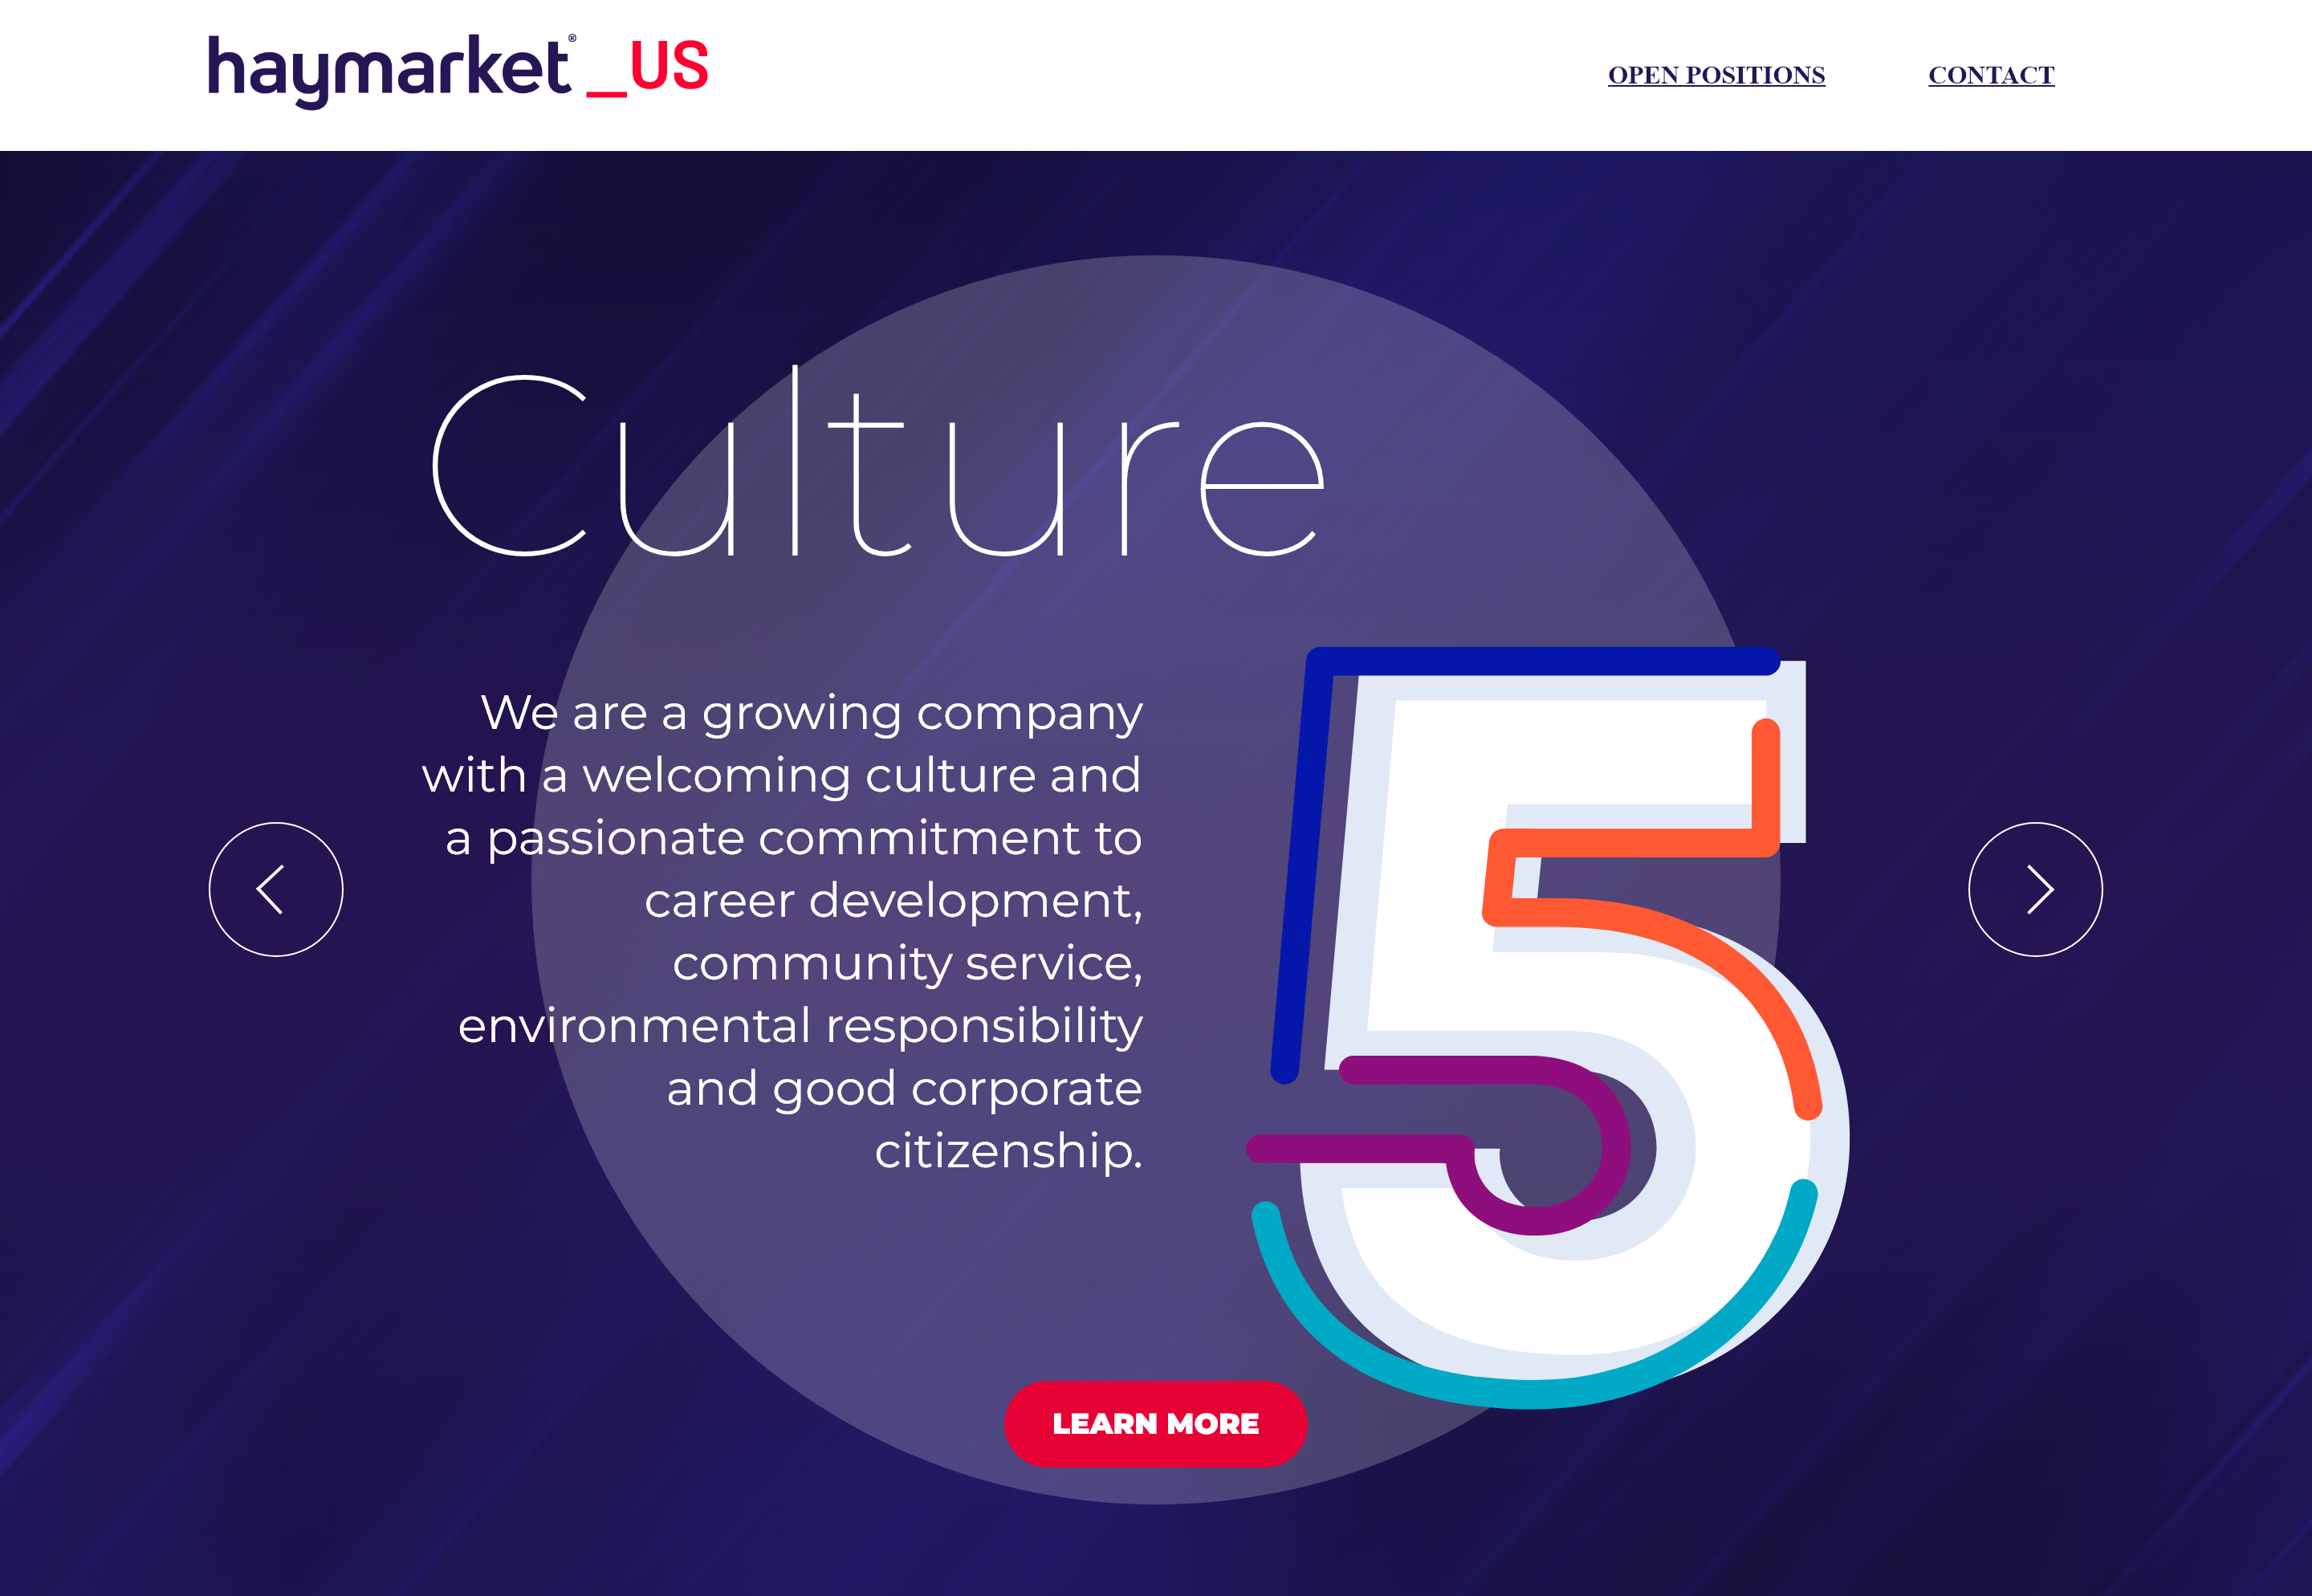 haymarket® _US
OPEN POSITIONS
CONTACT
Culture
We are a growing company
with a welcoming culture and
a passionate commitment to
career development,
community service,
environmental responsibility
and good corporate
citizenship.
5
LEARN MORE